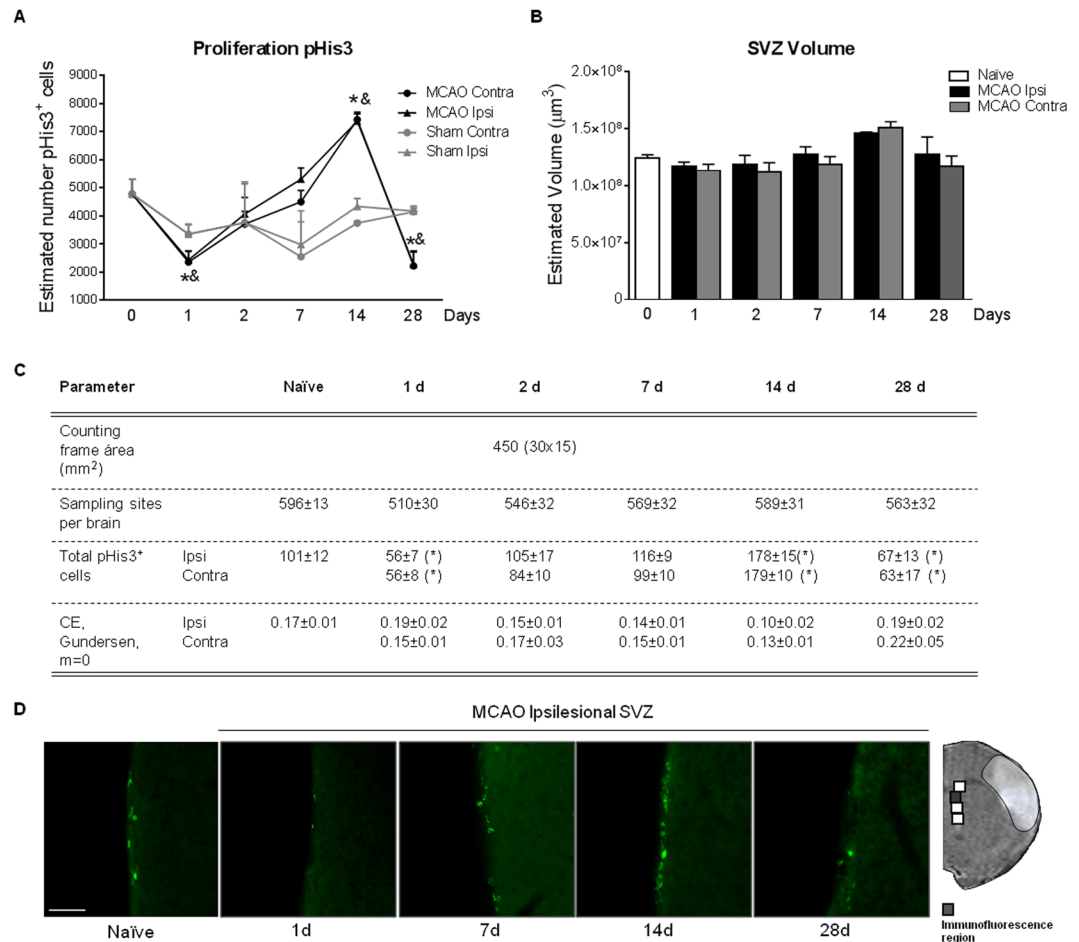 A
Proliferation pHis3
Estimated number pHis3+ cells
9000
8000
7000
6000
5000
4000
3000
2000
1000
*&
*&
*&
0 1 2 7 14 28 Days
MCAO Contra
MCAO Ipsi
Sham Contra
Sham Ipsi
B
SVZ Volume
Estimated Volume (μm3)
2.0×10⁸
1.5×10⁸
1.0×10⁸
5.0×10⁷
0
0 1 2 7 14 28 Days
Naïve
MCAO Ipsi
MCAO Contra
C
Parameter Naïve 1 d 2 d 7 d 14 d 28 d
Counting
frame área
(mm²)
450 (30x15)
Sampling sites 596±13 510±30 546±32 569±32 589±31 563±32
per brain
Total pHis3⁺ Ipsi 101±12 56±7 (*) 105±17 116±9 178±15(*) 67±13 (*)
cells Contra 56±8 (*) 84±10 99±10 179±10 (*) 63±17 (*)
CE, Ipsi 0.17±0.01 0.19±0.02 0.15±0.01 0.14±0.01 0.10±0.02 0.19±0.02
Gundersen, Contra 0.15±0.01 0.17±0.03 0.15±0.01 0.13±0.01 0.22±0.05
m=0
D
MCAO Ipsilesional SVZ
Naïve 1d 7d 14d 28d
Immunofluorescence
region